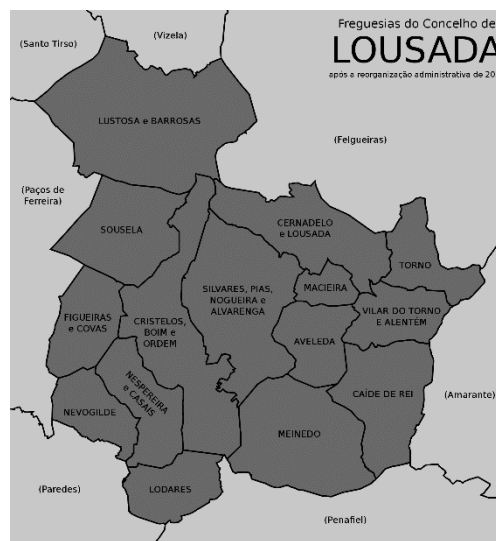 Freguesias do Concelho de
LOUSADA
após a reorganização administrativa de 20
(Vizela)
(Santo Tirso)
LUSTOSA e BARROSAS
(Felgueiras)
(Paços de
Ferreira)
SOUSELA
CERNADELO
e LOUSADA
TORNO
SILVARES, PIAS,
NOGUEIRA e
ALVARENGA
MACIEIRA
FIGUEIRAS
e COVAS
CRISTELOS,
BOIM e
ORDEM
VILAR DO TORNO
E ALENTÉM
AVELEDA
NESPEREIRA
e CASAIS
CAÍDE DE REI
(Amarante)
NEVOGILDE
MEINEDO
(Paredes)
LODARES
(Penafiel)